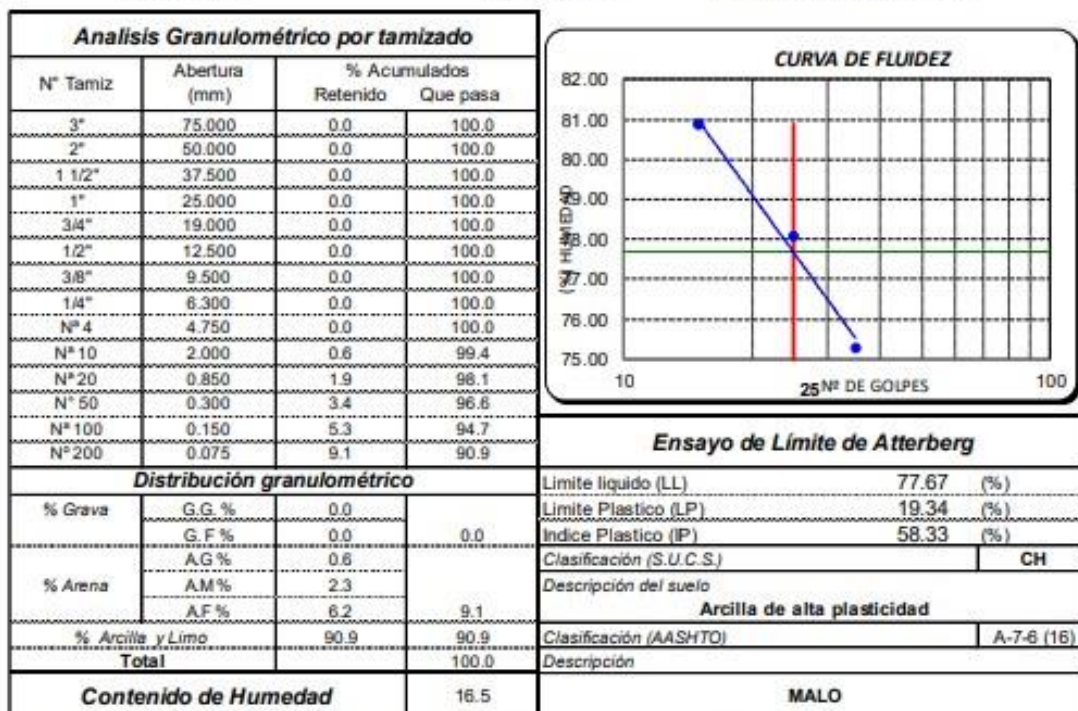 Analisis Granulométrico por tamizado
N° Tamiz Abertura (mm) % Acumulados
Retenido Que pasa
3" 75.000 0.0 100.0
2" 50.000 0.0 100.0
1 1/2" 37.500 0.0 100.0
1" 25.000 0.0 100.0
3/4" 19.000 0.0 100.0
1/2" 12.500 0.0 100.0
3/8" 9.500 0.0 100.0
1/4" 6.300 0.0 100.0
Nª 4 4.750 0.0 100.0
Nª 10 2.000 0.6 99.4
Nª 20 0.850 1.9 98.1
N° 50 0.300 3.4 96.6
Nª 100 0.150 5.3 94.7
Nª 200 0.075 9.1 90.9
Distribución granulométrico
% Grava G.G. % 0.0
G. F % 0.0 0.0
A.G % 0.6
% Arena A.M % 2.3
A.F % 6.2 9.1
% Arcilla y Limo 90.9 90.9
Total 100.0
Contenido de Humedad 16.5
CURVA DE FLUIDEZ
82.00
81.00
80.00
79.00
78.00
77.00
76.00
75.00
(%) HUMEDAD
10 100
25 Nº DE GOLPES
Ensayo de Límite de Atterberg
Limite liquido (LL) 77.67 (%)
Limite Plastico (LP) 19.34 (%)
Indice Plastico (IP) 58.33 (%)
Clasificación (S.U.C.S.) CH
Descripción del suelo
Arcilla de alta plasticidad
Clasificación (AASHTO) A-7-6 (16)
Descripción
MALO